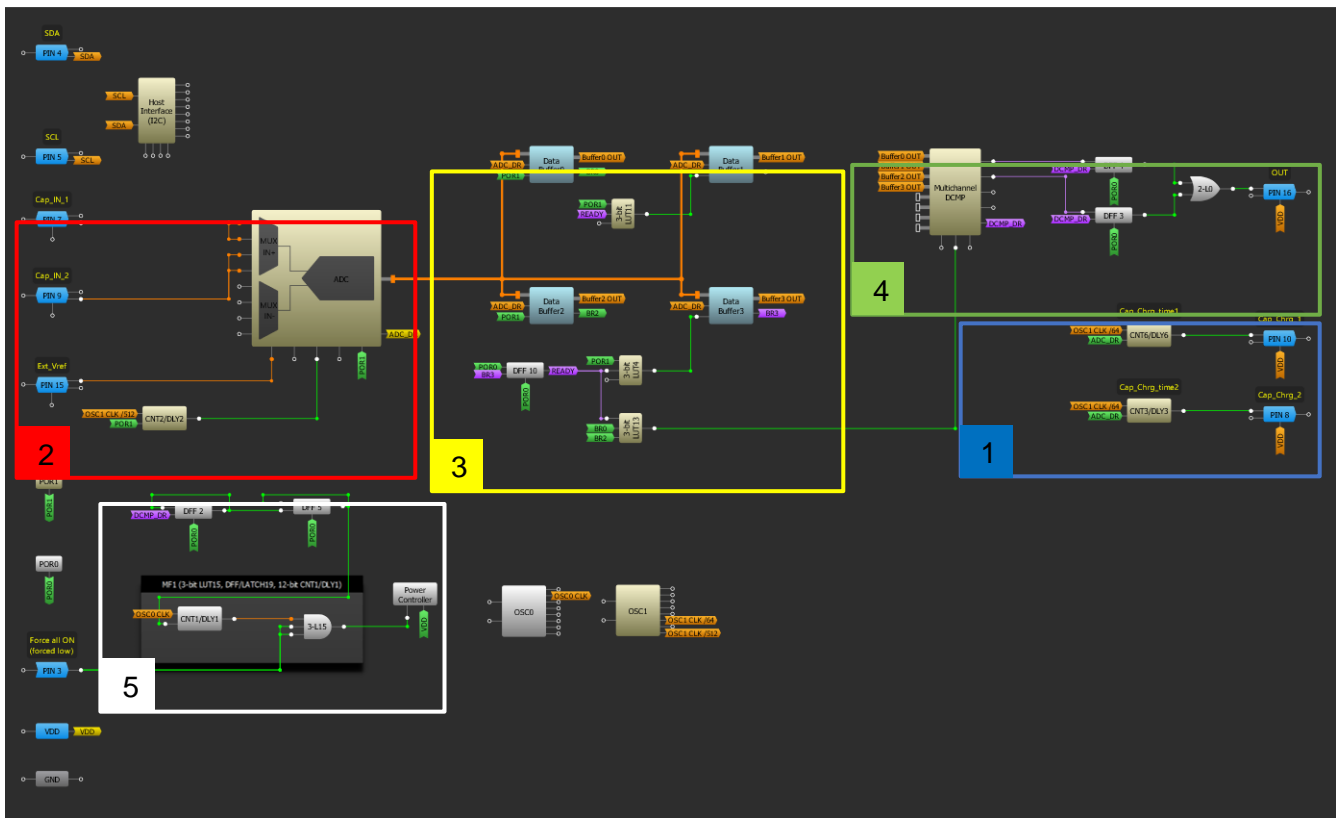 SDA
PIN 4
SDA
SCL
SDA
Host
Interface
(I2C)
SCL
PIN 5
SCL
Cap_IN_1
Cap_IN_2
PIN 9
MUX
IN+
MUX
IN-
ADC
Ext_Vref
PIN 15
OSC1 CLK /512
POR1
CNT2/DLY2
POR1
2
ADC_DR
POR1
Data
Buffer0 OUT
ADC_DR
Data
Buffer1 OUT
POR1
READY
3-bit
LUT11
ADC_DR
POR1
Data
Buffer2
Buffer2 OUT
BR2
ADC_DR
Data
Buffer3
Buffer3 OUT
BR3
POR0
BR3
DFF 10
POR0
READY
POR1
3-bit
LUT4
BR0
BR2
3-bit
LUT13
3
Buffer0 OUT
Buffer2 OUT
Buffer3 OUT
Multichannel
DCMP
DCMP_DR
DCMP_DR
POR0
DCMP_DR
DFF 3
POR0
2-L0
OUT
PIN 16
VDD
4
OSC1 CLK /64
ADC_DR
CNT6/DLY6
PIN 10
VDD
Cap_Chrg_time2
OSC1 CLK /64
ADC_DR
CNT3/DLY3
Cap_Chrg_2
PIN 8
VDD
1
POR1
POR1
DCMP_DR
DFF 2
POR0
DFF 5
POR0
POR0
POR0
MF1 (3-bit LUT15, DFF/LATCH19, 12-bit CNT1/DLY1)
OSC0 CLK
CNT1/DLY1
3-L15
Power
Controller
VDD
5
OSC0
OSC0 CLK
OSC1
OSC1 CLK /64
OSC1 CLK /512
Force all ON
(forced low)
PIN 3
VDD
VDD
GND